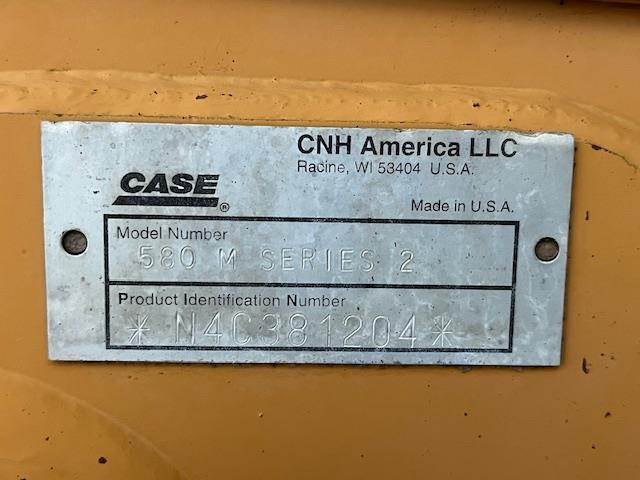 CNH America LLC
Racine, WI 53404 U.S.A.
CASE®
Made in U.S.A.
Model Number
580 M SERIES 2
Product Identification Number
*N4C381204*